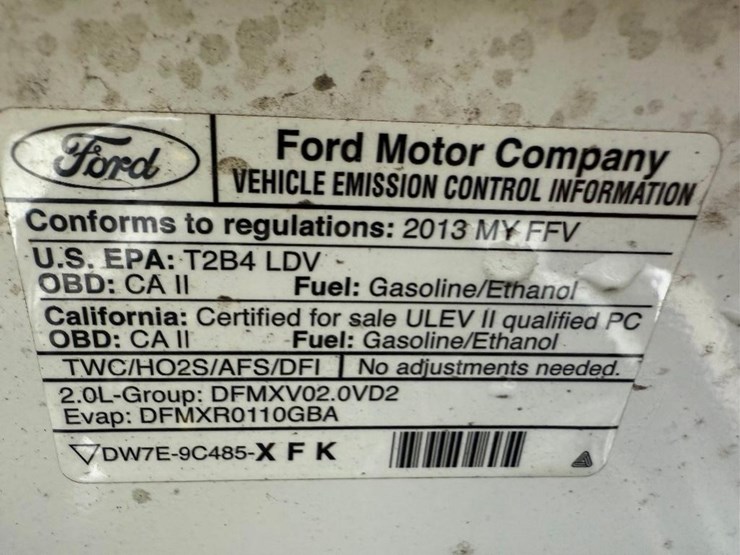 Ford
Ford Motor Company
VEHICLE EMISSION CONTROL INFORMATION
Conforms to regulations: 2013 MY FFV
U.S. EPA: T2B4 LDV
OBD: CA II Fuel: Gasoline/Ethanol
California: Certified for sale ULEV II qualified PC
OBD: CA II Fuel: Gasoline/Ethanol
TWC/HO2S/AFS/DFI No adjustments needed.
2.0L-Group: DFMXV02.0VD2
Evap: DFMXR0110GBA
DW7E-9C485-X F K